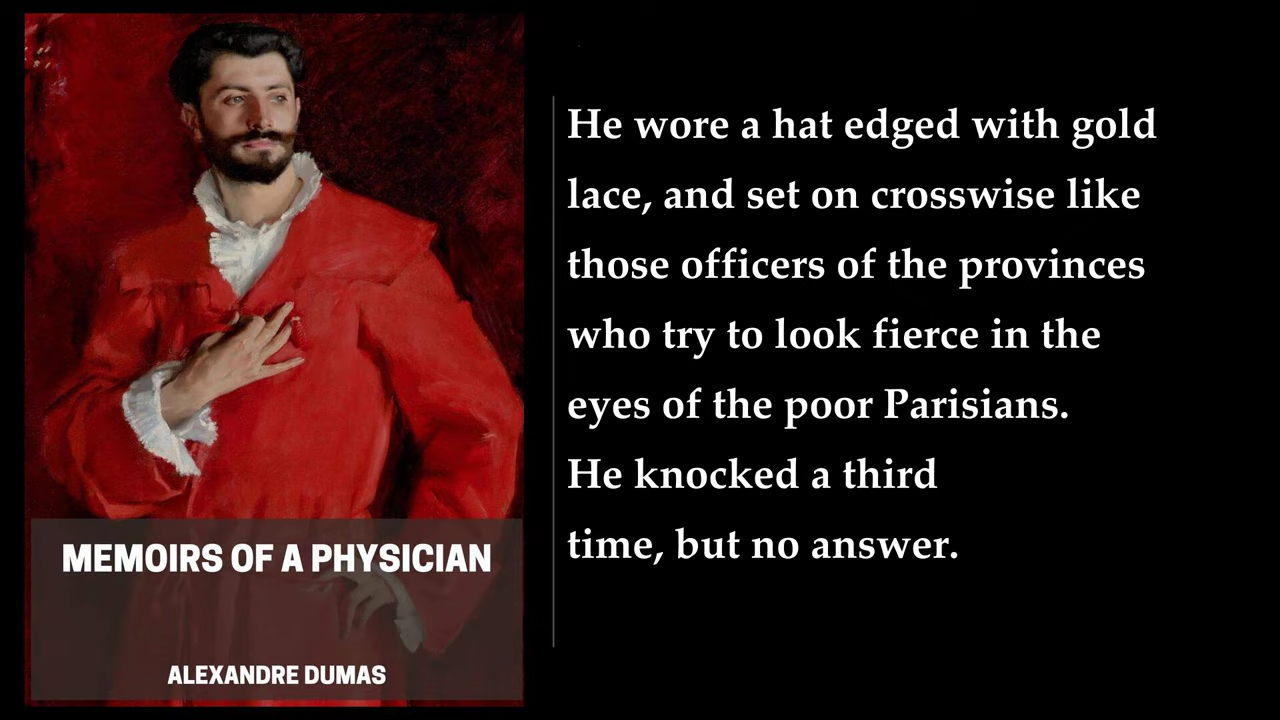 MEMOIRS OF A PHYSICIAN
ALEXANDRE DUMAS
He wore a hat edged with gold
lace, and set on crosswise like
those officers of the provinces
who try to look fierce in the
eyes of the poor Parisians.
He knocked a third
time, but no answer.